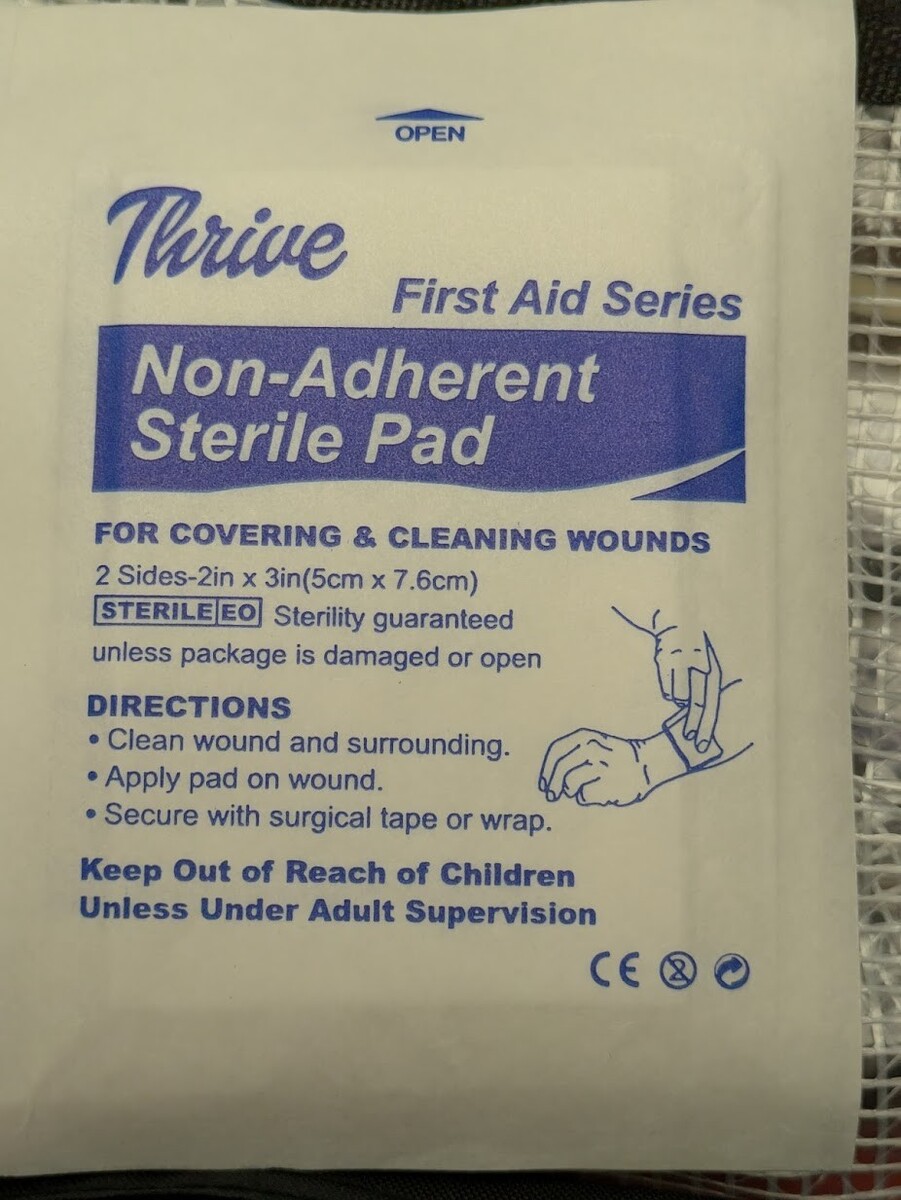 OPEN
Thrive
First Aid Series
Non-Adherent
Sterile Pad
FOR COVERING & CLEANING WOUNDS
2 Sides-2in x 3in(5cm x 7.6cm)
STERILE EO Sterility guaranteed
unless package is damaged or open
DIRECTIONS
• Clean wound and surrounding.
• Apply pad on wound.
• Secure with surgical tape or wrap.
Keep Out of Reach of Children
Unless Under Adult Supervision
CE 2